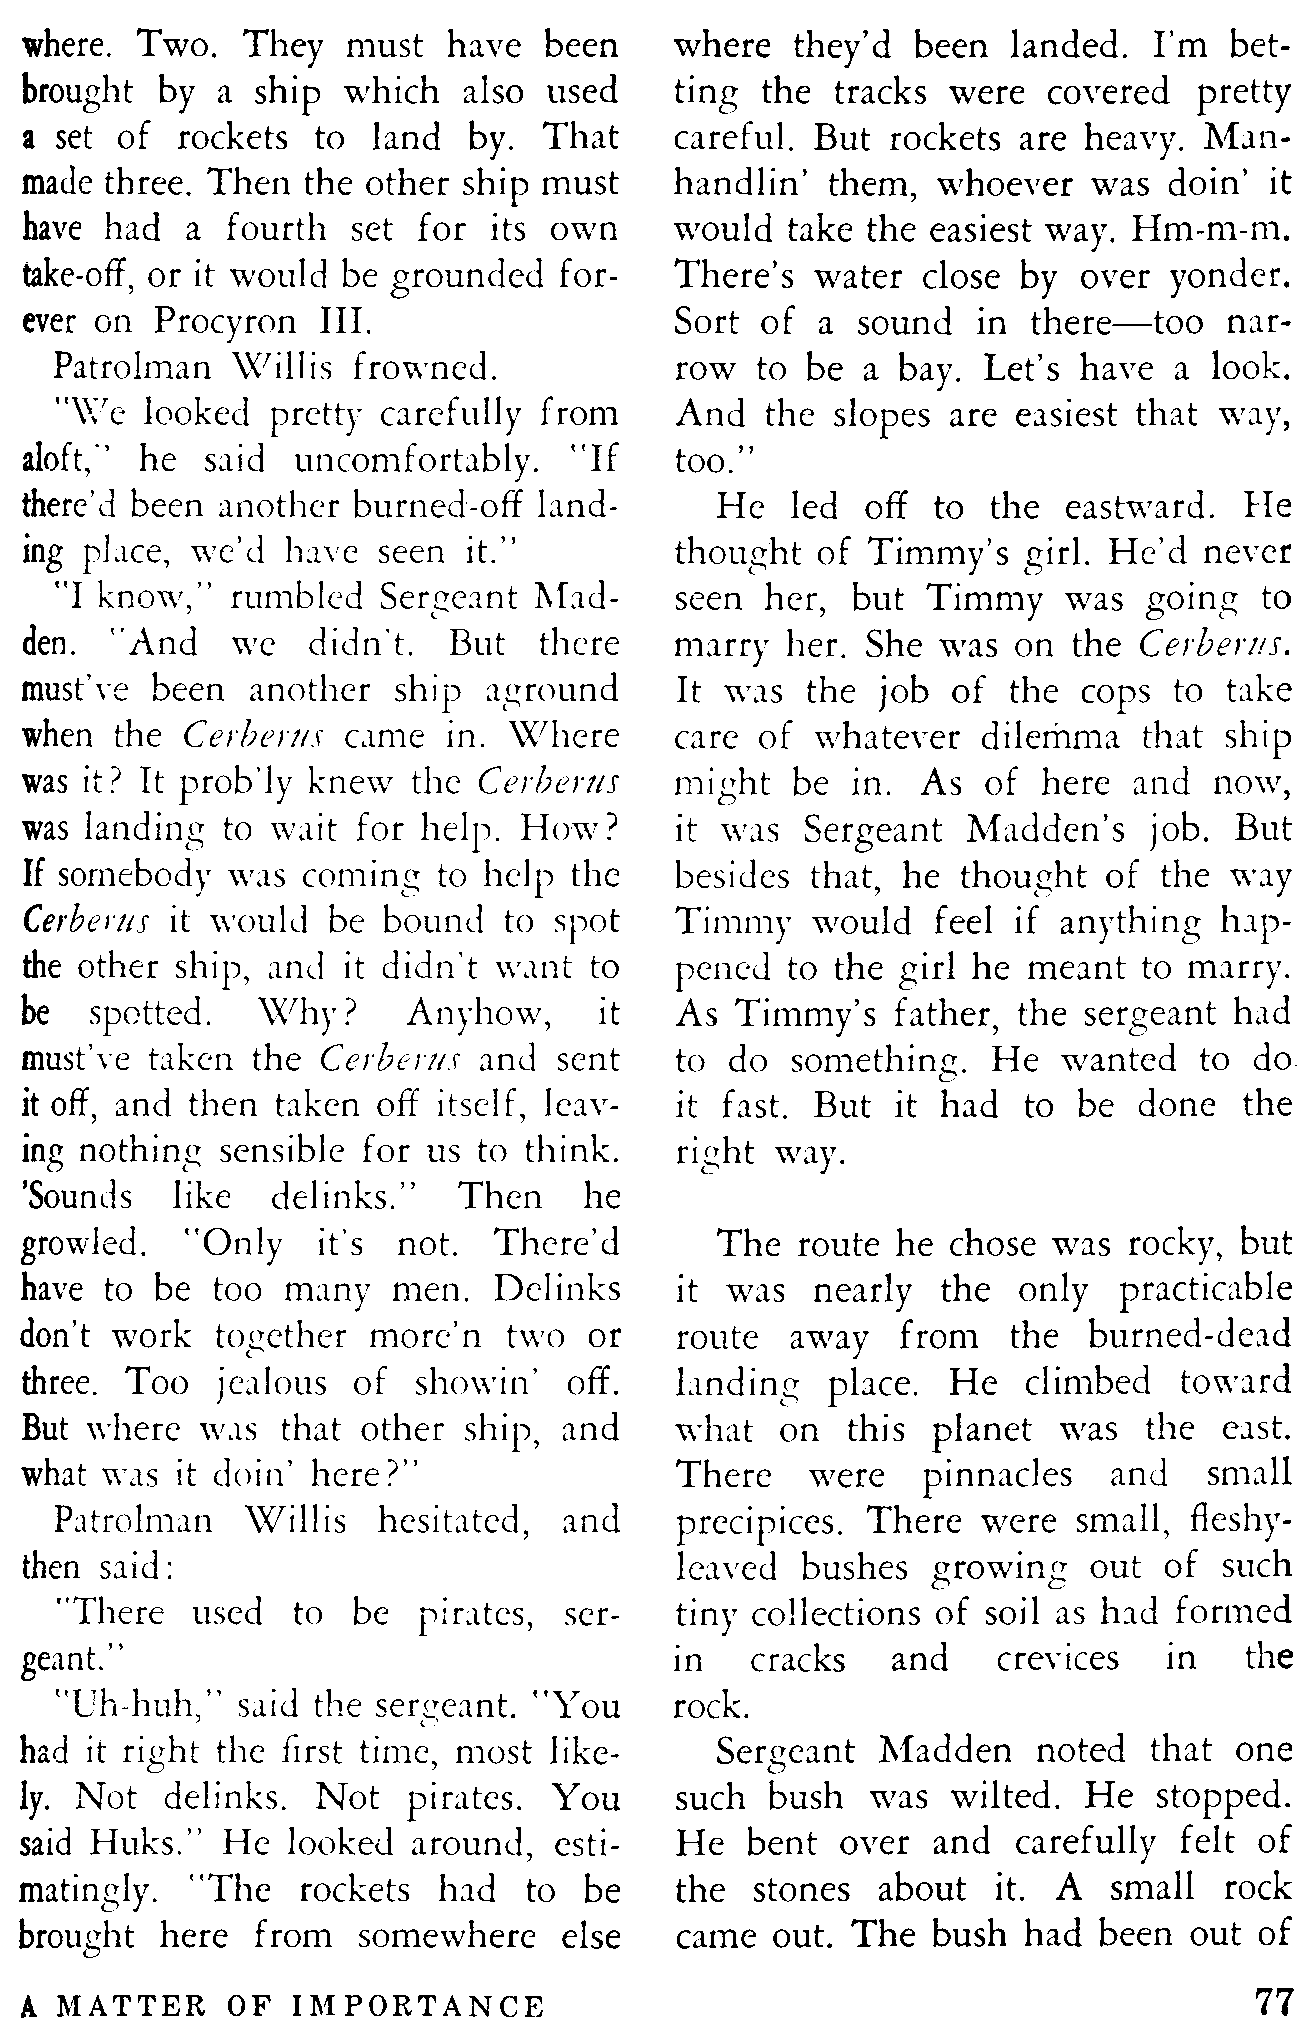 where. Two. They must have been
brought by a ship which also used
a set of rockets to land by. That
made three. Then the other ship must
have had a fourth set for its own
take-off, or it would be grounded for-
ever on Procyron III.
Patrolman Willis frowned.
"We looked pretty carefully from
aloft," he said uncomfortably. "If
there'd been another burned-off land-
ing place, we'd have seen it."
"I know," rumbled Sergeant Mad-
den. "And we didn't. But there
must've been another ship aground
when the Cerberus came in. Where
was it? It prob'ly knew the Cerberus
was landing to wait for help. How?
If somebody was coming to help the
Cerberus it would be bound to spot
the other ship, and it didn't want to
be spotted. Why? Anyhow, it
must've taken the Cerberus and sent
it off, and then taken off itself, leav-
ing nothing sensible for us to think.
'Sounds like delinks." Then he
growled. "Only it's not. There'd
have to be too many men. Delinks
don't work together more'n two or
three. Too jealous of showin' off.
But where was that other ship, and
what was it doin' here?"
Patrolman Willis hesitated, and
then said:
"There used to be pirates, ser-
geant."
"Uh-huh," said the sergeant. "You
had it right the first time, most like-
ly. Not delinks. Not pirates. You
said Huks." He looked around, esti-
matingly. "The rockets had to be
brought here from somewhere else
where they'd been landed. I'm bet-
ting the tracks were covered pretty
careful. But rockets are heavy. Man-
handlin' them, whoever was doin' it
would take the easiest way. Hm-m-m.
There's water close by over yonder.
Sort of a sound in there—too nar-
row to be a bay. Let's have a look.
And the slopes are easiest that way,
too."
He led off to the eastward. He
thought of Timmy's girl. He'd never
seen her, but Timmy was going to
marry her. She was on the Cerberus.
It was the job of the cops to take
care of whatever dilemma that ship
might be in. As of here and now,
it was Sergeant Madden's job. But
besides that, he thought of the way
Timmy would feel if anything hap-
pened to the girl he meant to marry.
As Timmy's father, the sergeant had
to do something. He wanted to do
it fast. But it had to be done the
right way.
The route he chose was rocky, but
it was nearly the only practicable
route away from the burned-dead
landing place. He climbed toward
what on this planet was the east.
There were pinnacles and small
precipices. There were small, fleshy-
leaved bushes growing out of such
tiny collections of soil as had formed
in cracks and crevices in the
rock.
Sergeant Madden noted that one
such bush was wilted. He stopped.
He bent over and carefully felt of
the stones about it. A small rock
came out. The bush had been out of
A MATTER OF IMPORTANCE
77